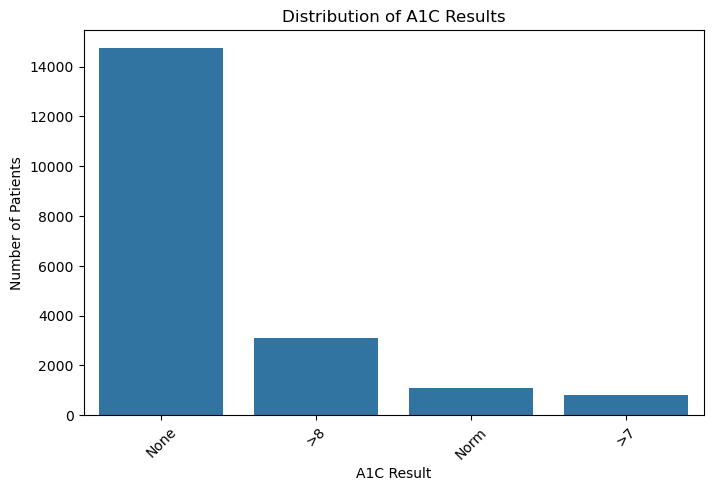 Distribution of A1C Results
Number of Patients
14000
12000
10000
8000
6000
4000
2000
0
None
>8
Norm
>7
A1C Result